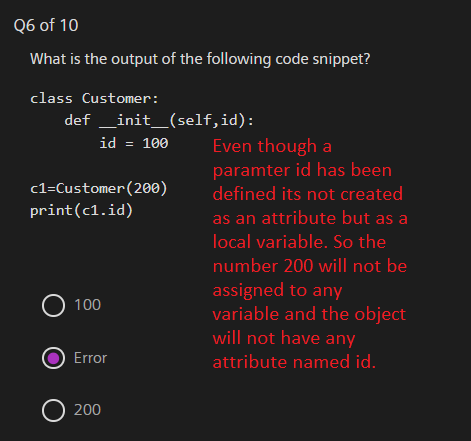 Q6 of 10
What is the output of the following code snippet?
class Customer:
    def __init__(self,id):
        id = 100
c1=Customer(200)
print(c1.id)
Even though a
paramter id has been
defined its not created
as an attribute but as a
local variable. So the
number 200 will not be
assigned to any
variable and the object
will not have any
attribute named id.
100
Error
200